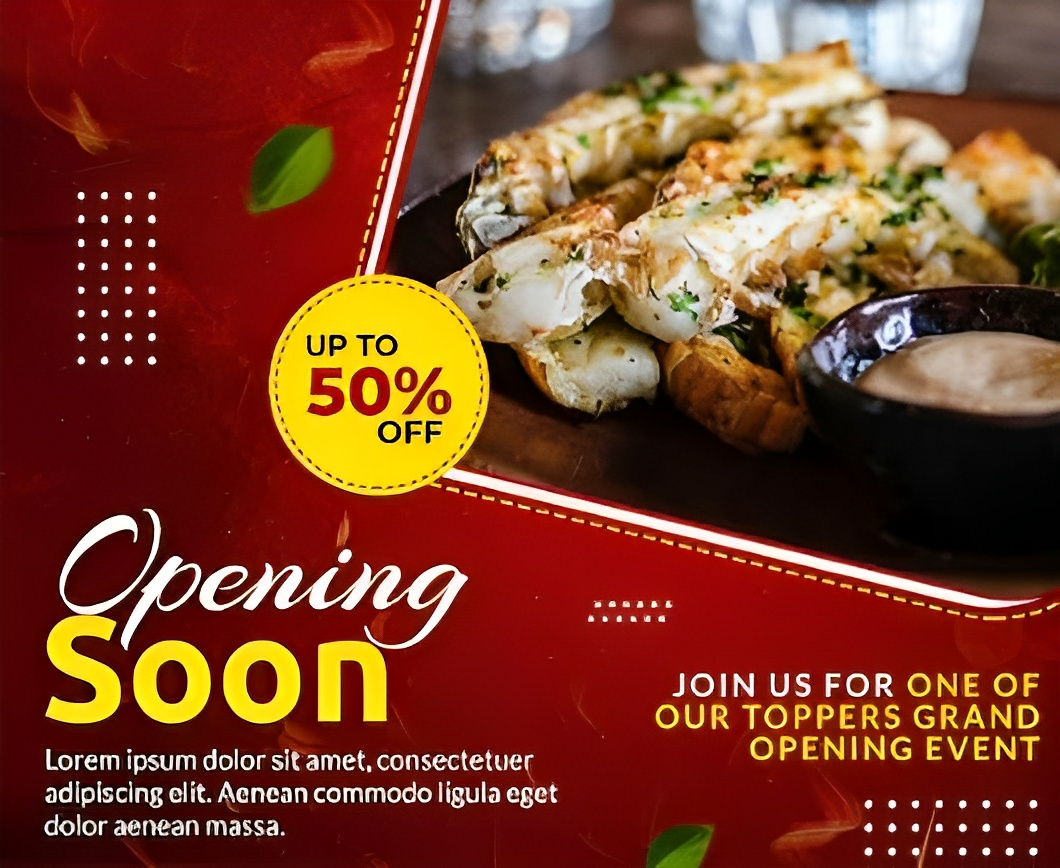 UP TO
50%
OFF
Opening
Soon
Lorem ipsum dolor sit amet, consectetuer
adipiscing elit. Aenean commodo ligula eget
dolor aenean massa.
JOIN US FOR ONE OF
OUR TOPPERS GRAND
OPENING EVENT